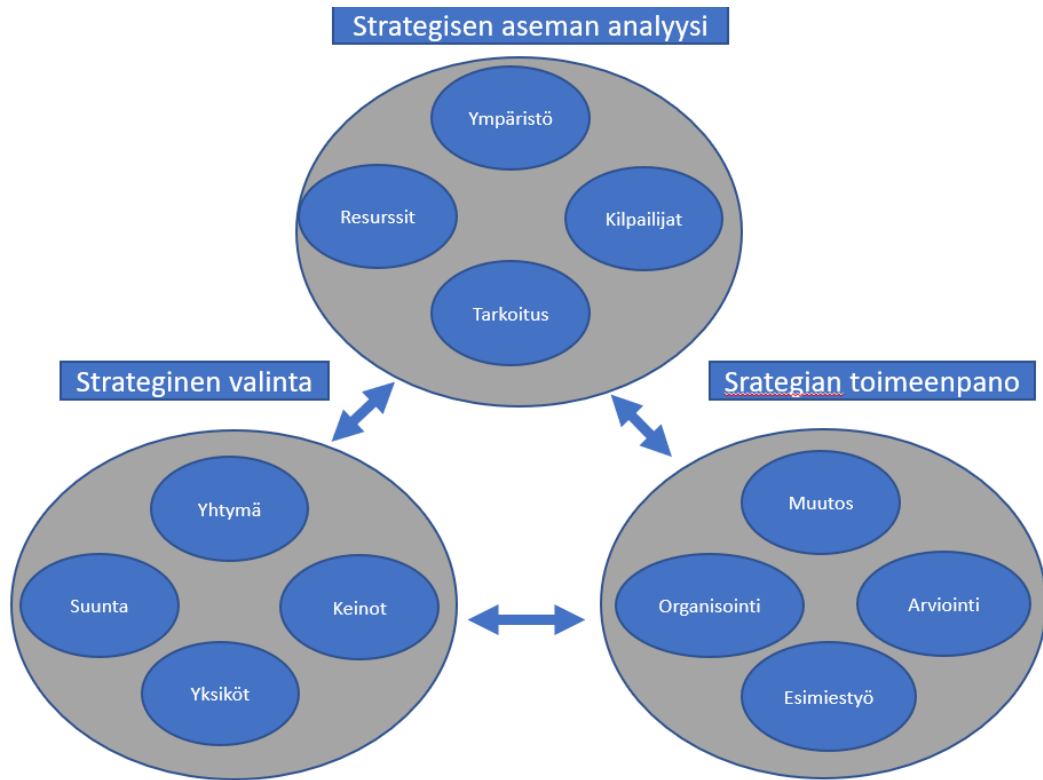 Strategisen aseman analyysi
Ympäristö
Resurssit
Kilpailijat
Tarkoitus
Strateginen valinta
Srategian toimeenpano
Yhtymä
Suunta
Keinot
Yksiköt
Muutos
Organisointi
Arviointi
Esimiestyö